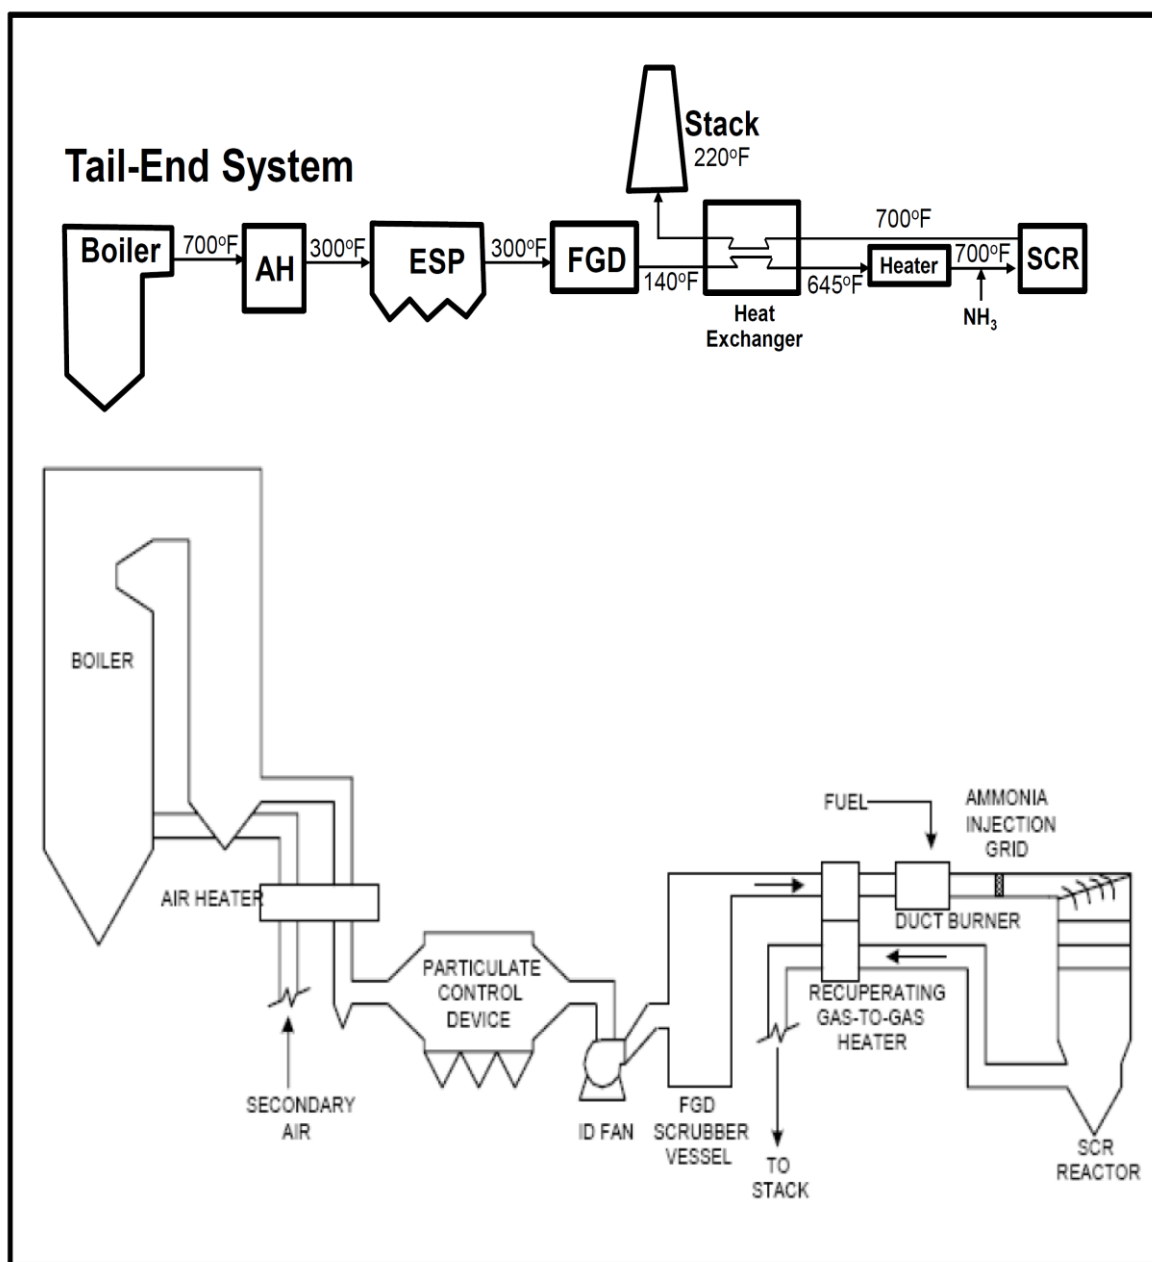 Tail-End System
Stack
220°F
Boiler
700°F
AH
300°F
ESP
300°F
FGD
140°F
Heat
Exchanger
700°F
645°F
Heater
700°F
NH₃
SCR
BOILER
AIR HEATER
SECONDARY
AIR
PARTICULATE
CONTROL
DEVICE
ID FAN
FGD
SCRUBBER
VESSEL
FUEL
AMMONIA
INJECTION
GRID
DUCT BURNER
RECUPERATING
GAS-TO-GAS
HEATER
TO
STACK
SCR
REACTOR